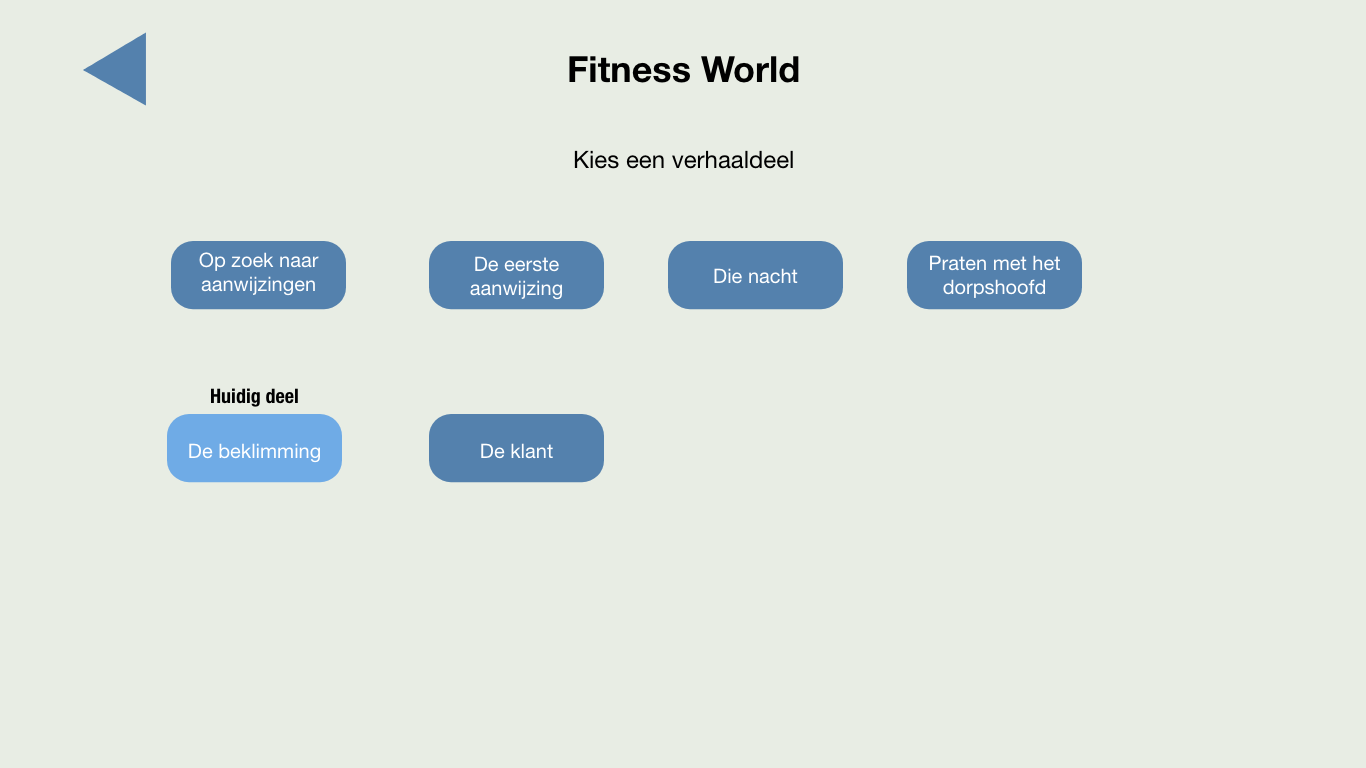 Fitness World
Kies een verhaaldeel
Op zoek naar
aanwijzingen
De eerste
aanwijzing
Die nacht
Praten met het
dorpshoofd
Huidig deel
De beklimming
De klant